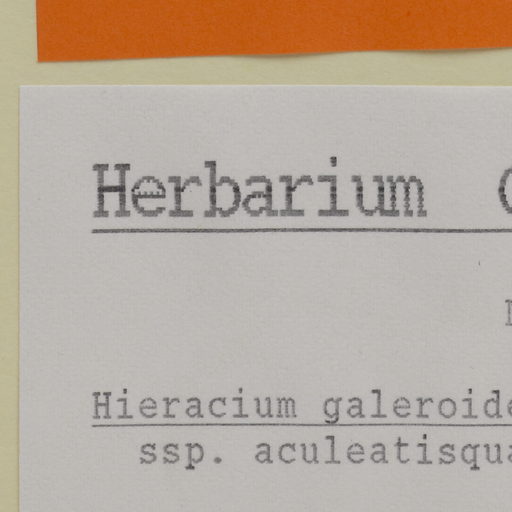 Herbarium
Hieracium galeroide
ssp. aculeatisqua